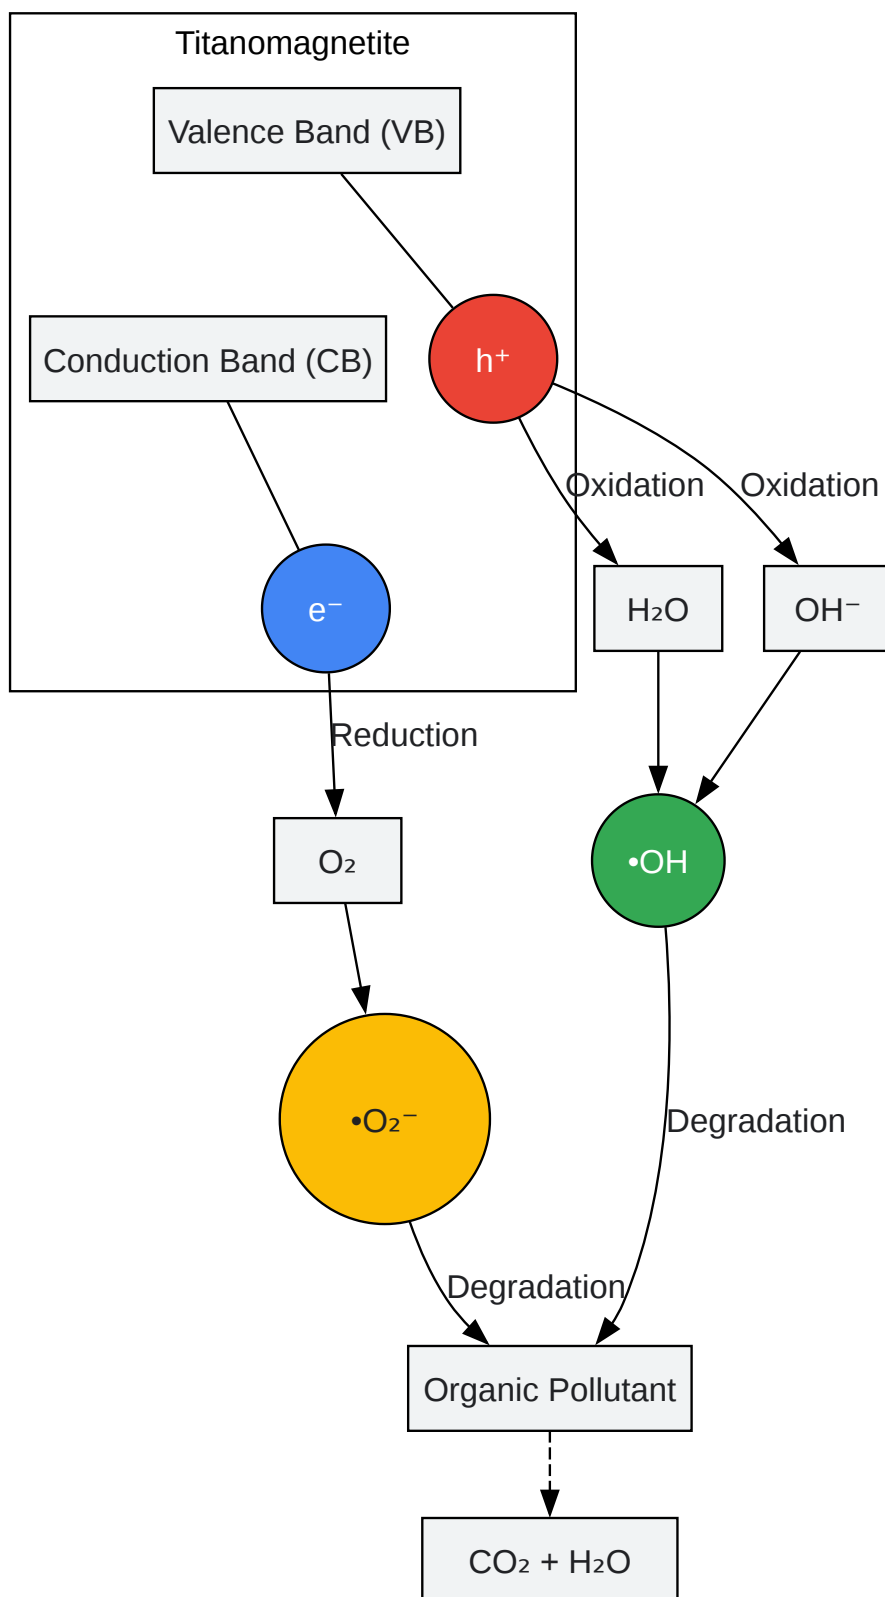 Titanomagnetite
Valence Band (VB)
Conduction Band (CB)
h⁺
Oxidation
Oxidation
e⁻
H₂O
OH⁻
Reduction
O₂
•OH
•O₂⁻
Degradation
Degradation
Organic Pollutant
CO₂ + H₂O